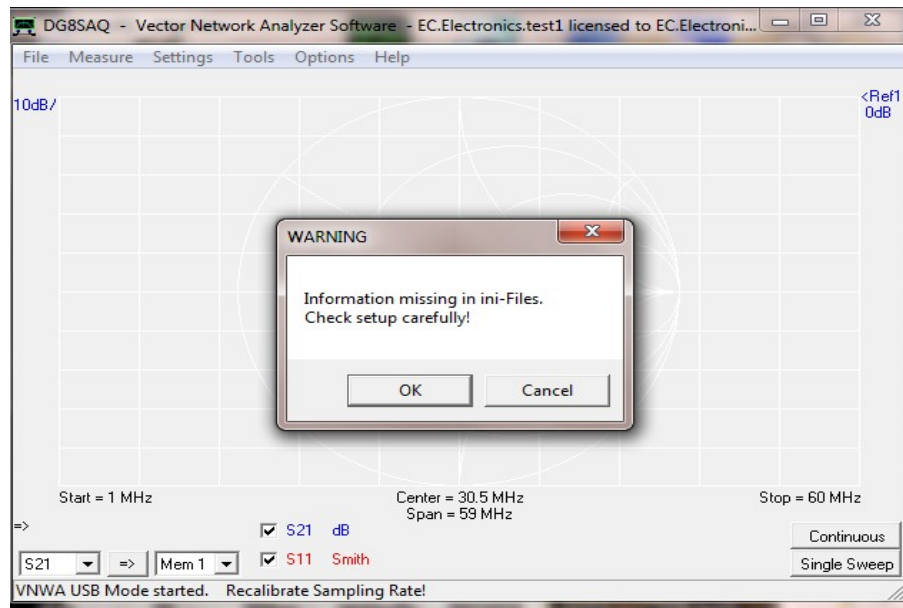 DG8SAQ - Vector Network Analyzer Software - EC.Electronics.test1 licensed to EC.Electroni...
File Measure Settings Tools Options Help
10dB/
<Ref1
0dB
WARNING
Information missing in ini-Files.
Check setup carefully!
OK Cancel
Start = 1 MHz Center = 30.5 MHz Stop = 60 MHz
Span = 59 MHz
=>
S21 dB
Continuous
S21 => Mem 1 S11 Smith Single Sweep
VNWA USB Mode started. Recalibrate Sampling Rate!